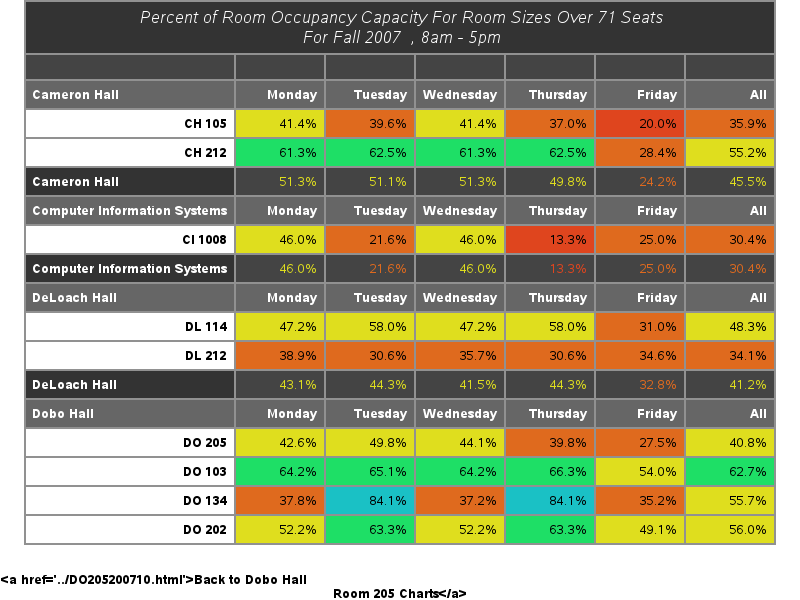 Percent of Room Occupancy Capacity For Room Sizes Over 71 Seats
For Fall 2007 , 8am - 5pm
Cameron Hall Monday Tuesday Wednesday Thursday Friday All
CH 105 41.4% 39.6% 41.4% 37.0% 20.0% 35.9%
CH 212 61.3% 62.5% 61.3% 62.5% 28.4% 55.2%
Cameron Hall 51.3% 51.1% 51.3% 49.8% 24.2% 45.5%
Computer Information Systems Monday Tuesday Wednesday Thursday Friday All
CI 1008 46.0% 21.6% 46.0% 13.3% 25.0% 30.4%
Computer Information Systems 46.0% 21.6% 46.0% 13.3% 25.0% 30.4%
DeLoach Hall Monday Tuesday Wednesday Thursday Friday All
DL 114 47.2% 58.0% 47.2% 58.0% 31.0% 48.3%
DL 212 38.9% 30.6% 35.7% 30.6% 34.6% 34.1%
DeLoach Hall 43.1% 44.3% 41.5% 44.3% 32.8% 41.2%
Dobo Hall Monday Tuesday Wednesday Thursday Friday All
DO 205 42.6% 49.8% 44.1% 39.8% 27.5% 40.8%
DO 103 64.2% 65.1% 64.2% 66.3% 54.0% 62.7%
DO 134 37.8% 84.1% 37.2% 84.1% 35.2% 55.7%
DO 202 52.2% 63.3% 52.2% 63.3% 49.1% 56.0%
<a href='../DO205200710.html'>Back to Dobo Hall
Room 205 Charts</a>